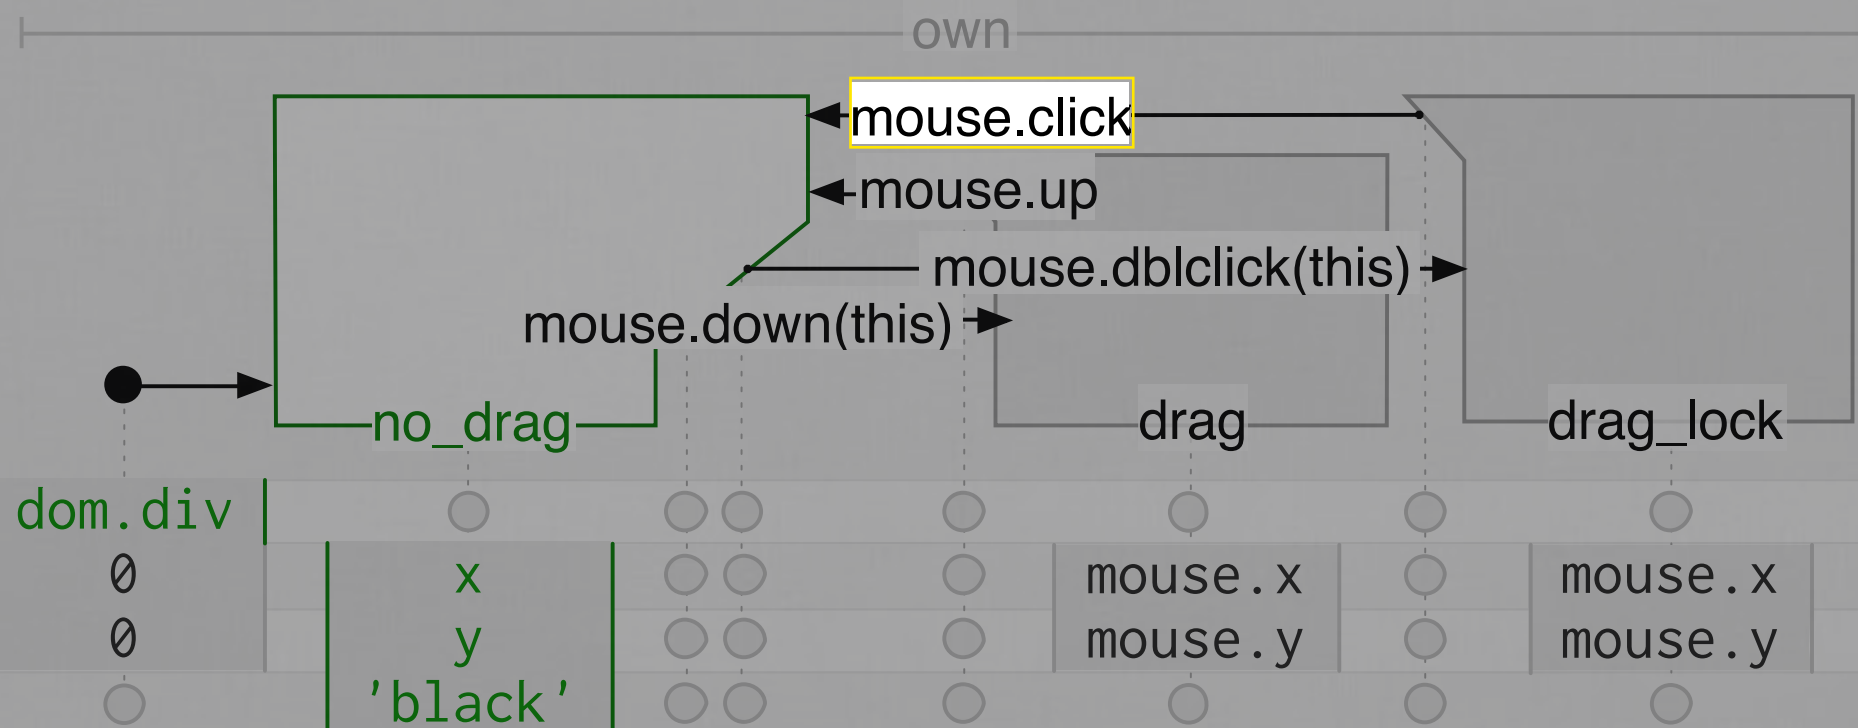 own
mouse.click
mouse.up
mouse.dblclick(this)
mouse.down(this)
no_drag
drag
drag_lock
dom.div
0
x
mouse.x
mouse.x
0
y
mouse.y
mouse.y
'black'